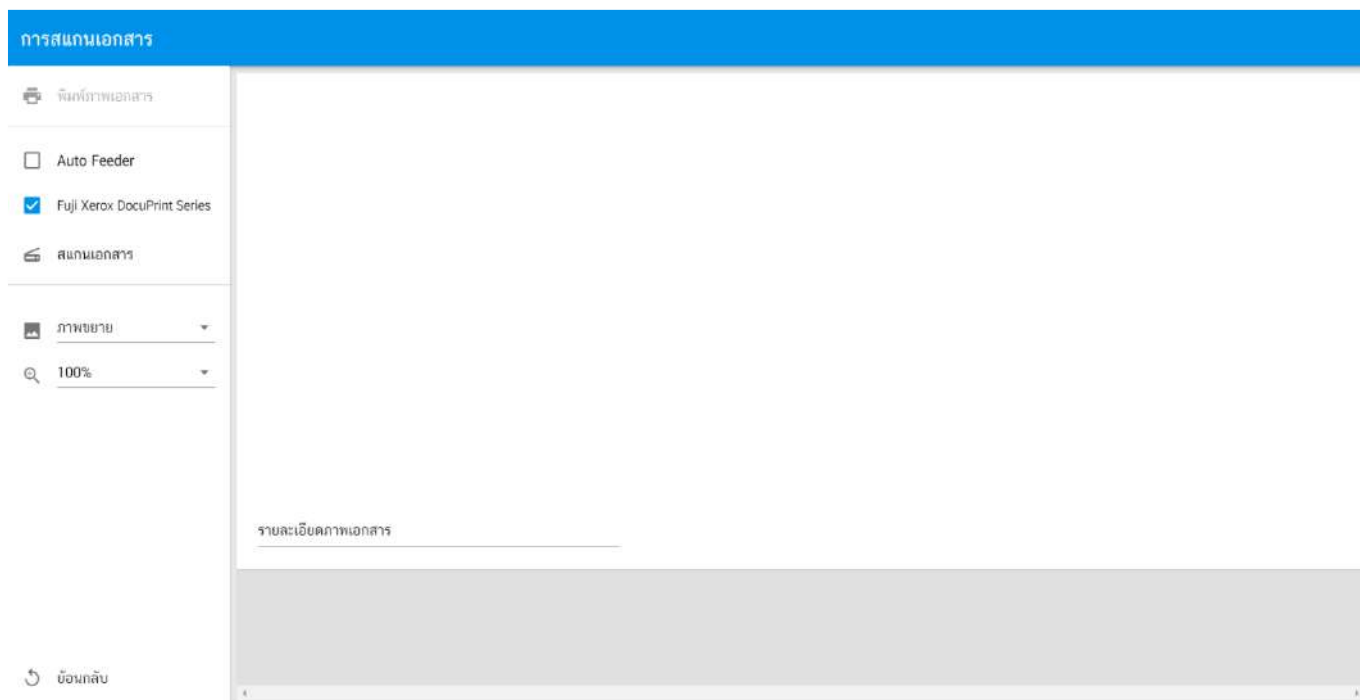 การสแกนเอกสาร
พิมพ์ภาพเอกสาร
Auto Feeder
Fuji Xerox DocuPrint Series
สแกนเอกสาร
ภาพขยาย
100%
รายละเอียดภาพเอกสาร
ย้อนกลับ